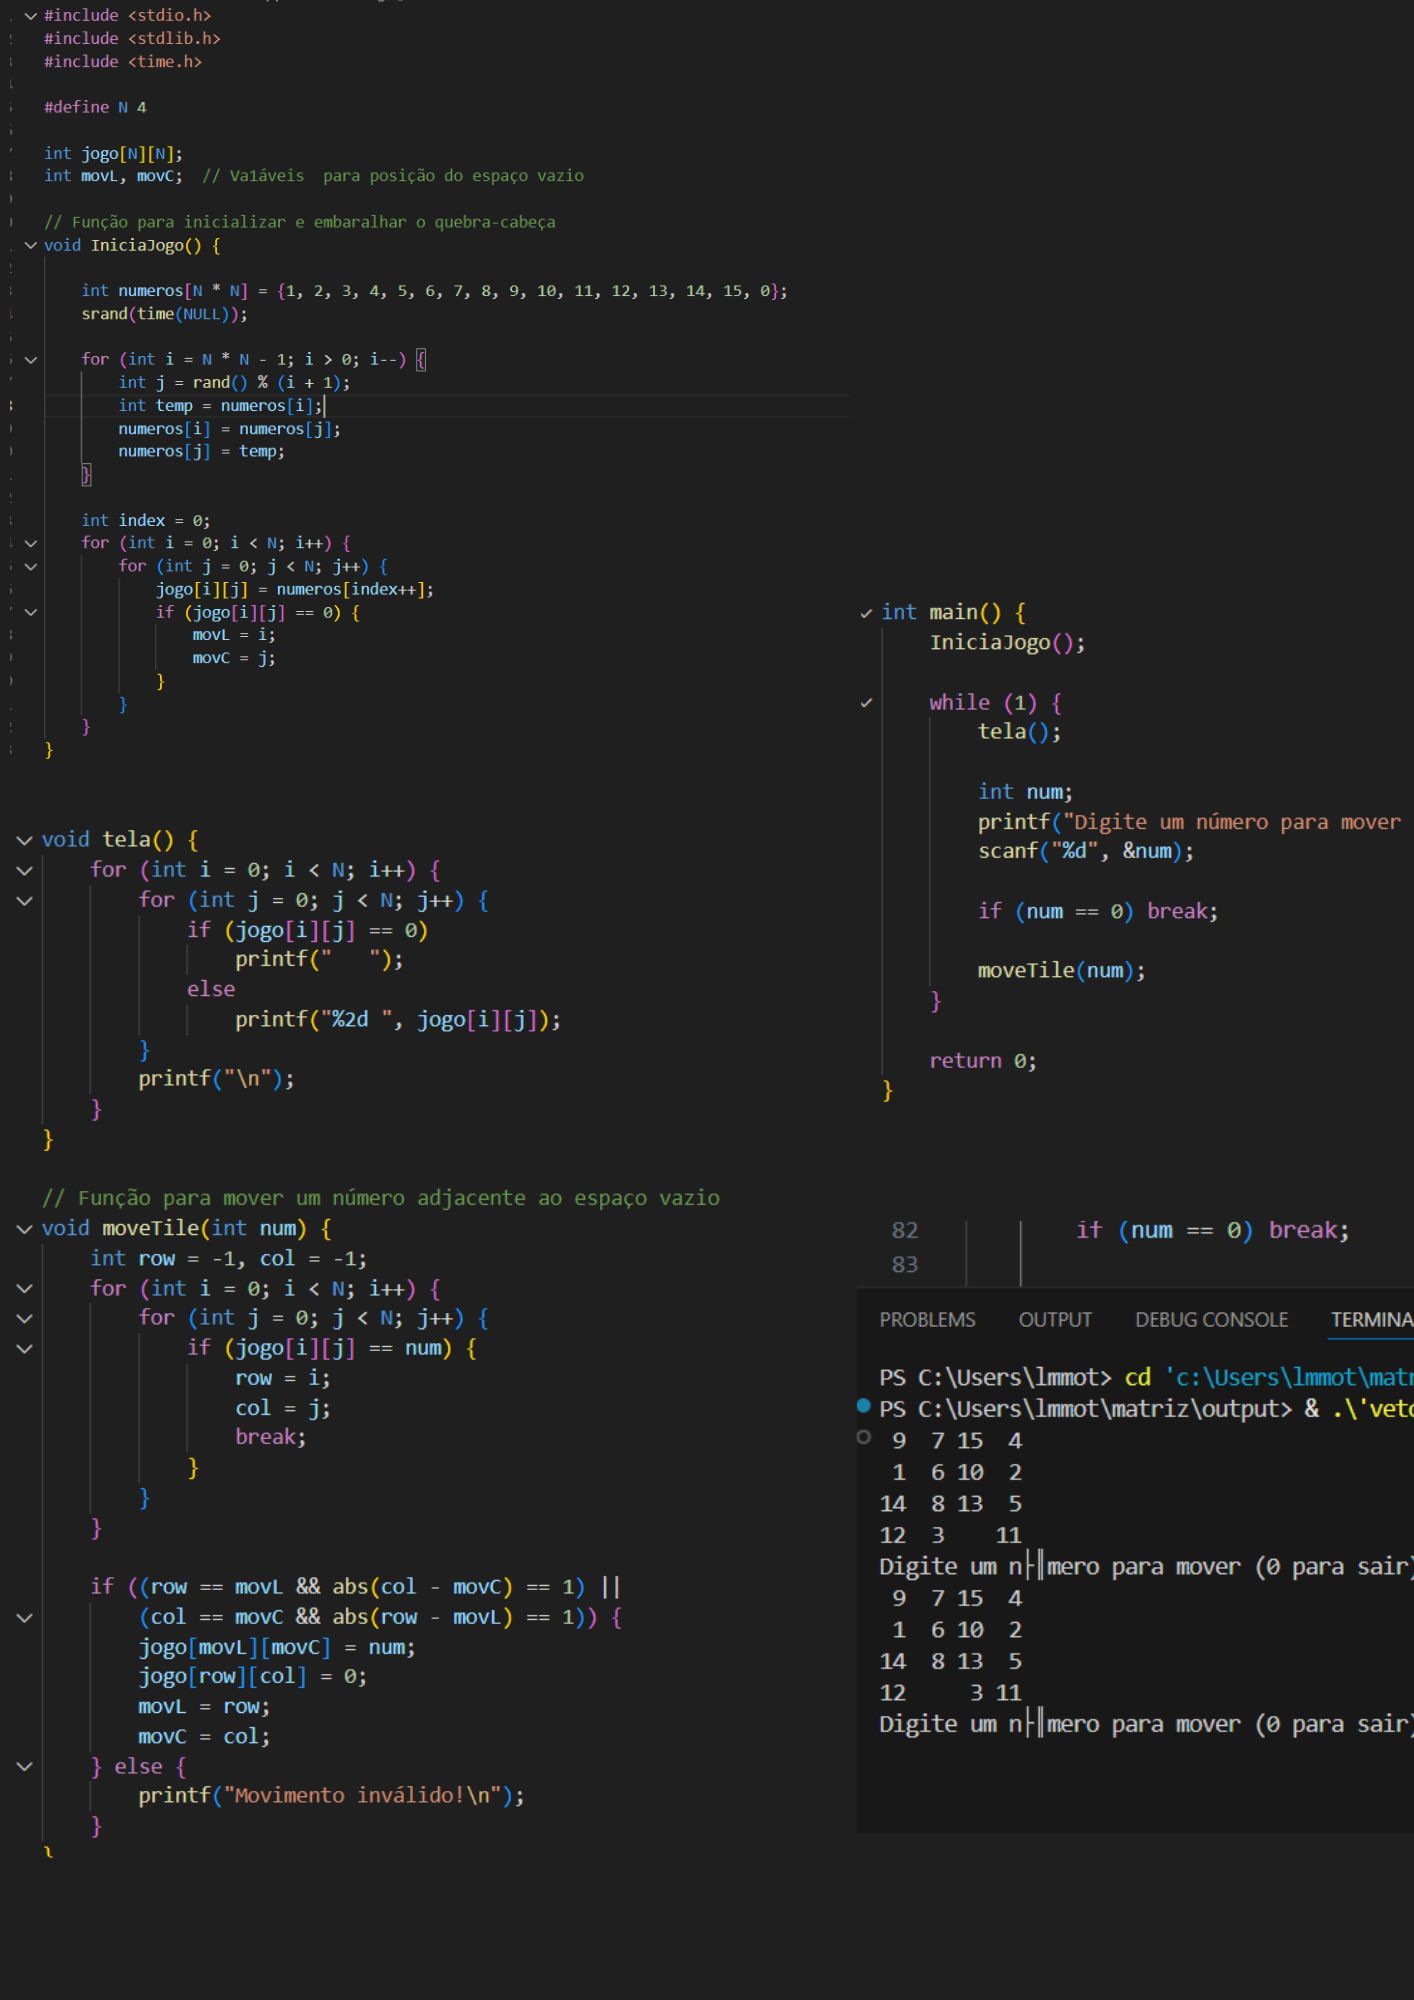 #include <stdio.h>
#include <stdlib.h>
#include <time.h>
#define N 4
int jogo[N][N];
int movL, movC;  // Va1áveis  para posição do espaço vazio
// Função para inicializar e embaralhar o quebra-cabeça
void IniciaJogo() {
int numeros[N * N] = {1, 2, 3, 4, 5, 6, 7, 8, 9, 10, 11, 12, 13, 14, 15, 0};
srand(time(NULL));
for (int i = N * N - 1; i > 0; i--) {
int j = rand() % (i + 1);
int temp = numeros[i];
numeros[i] = numeros[j];
numeros[j] = temp;
}
int index = 0;
for (int i = 0; i < N; i++) {
for (int j = 0; j < N; j++) {
jogo[i][j] = numeros[index++];
if (jogo[i][j] == 0) {
movL = i;
movC = j;
}
}
}
}
void tela() {
for (int i = 0; i < N; i++) {
for (int j = 0; j < N; j++) {
if (jogo[i][j] == 0)
printf("   ");
else
printf("%2d ", jogo[i][j]);
}
printf("\n");
}
}
// Função para mover um número adjacente ao espaço vazio
void moveTile(int num) {
int row = -1, col = -1;
for (int i = 0; i < N; i++) {
for (int j = 0; j < N; j++) {
if (jogo[i][j] == num) {
row = i;
col = j;
break;
}
}
}
if ((row == movL && abs(col - movC) == 1) ||
(col == movC && abs(row - movL) == 1)) {
jogo[movL][movC] = num;
jogo[row][col] = 0;
movL = row;
movC = col;
} else {
printf("Movimento inválido!\n");
}
}
int main() {
IniciaJogo();
while (1) {
tela();
int num;
printf("Digite um número para mover
scanf("%d", &num);
if (num == 0) break;
moveTile(num);
}
return 0;
}
82 if (num == 0) break;
83
PROBLEMS OUTPUT DEBUG CONSOLE TERMINA
PS C:\Users\lmmot> cd 'c:\Users\lmmot\matr
PS C:\Users\lmmot\matriz\output> & .\'veto
9 7 15 4
1 6 10 2
14 8 13 5
12 3 11
Digite um n├║mero para mover (0 para sair)
9 7 15 4
1 6 10 2
14 8 13 5
12 3 11
Digite um n├║mero para mover (0 para sair)